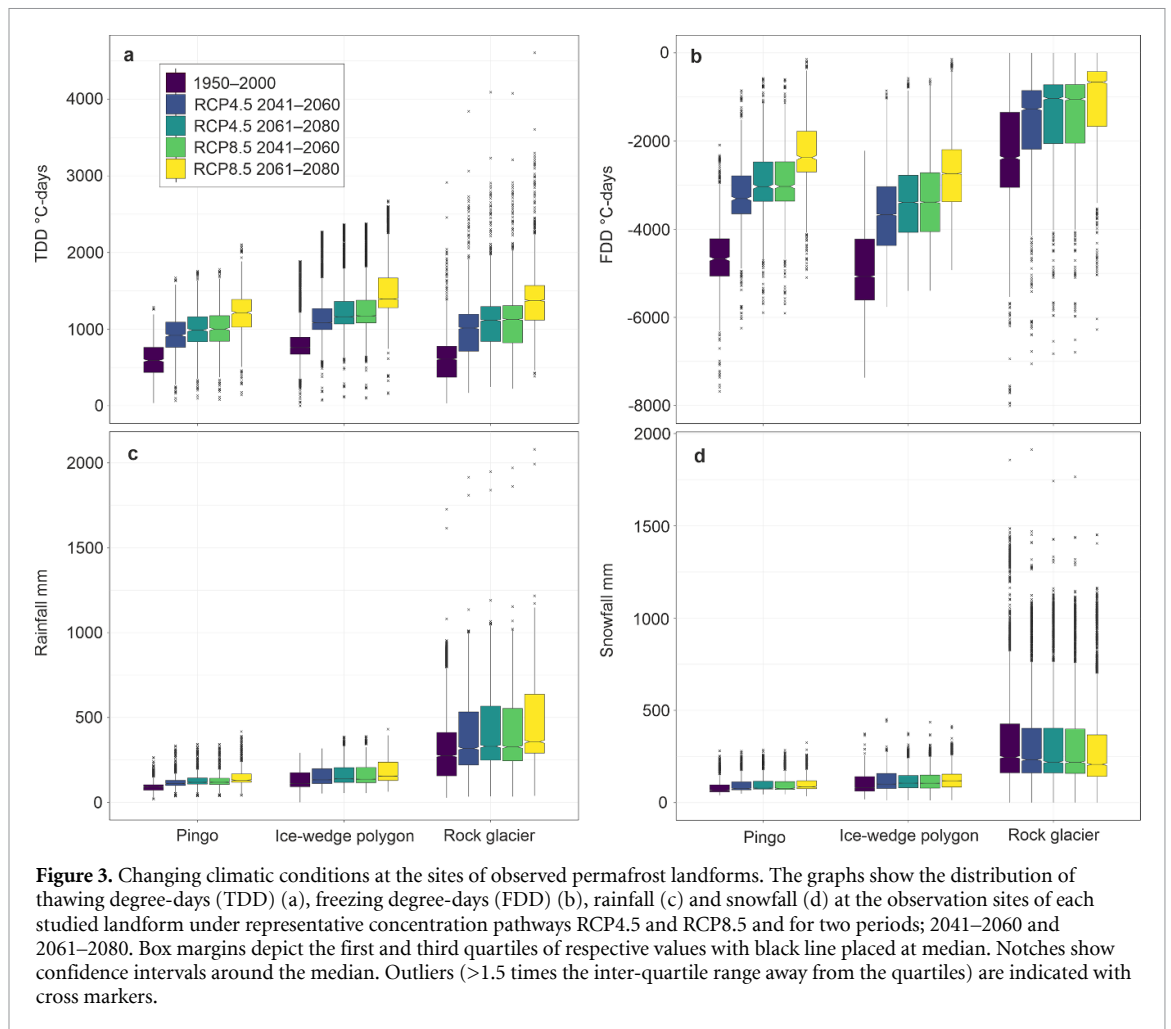 a
1950–2000
RCP4.5 2041–2060
RCP4.5 2061–2080
RCP8.5 2041–2060
RCP8.5 2061–2080
TDD °C-days
4000
3000
2000
1000
0
b
FDD °C-days
0
-2000
-4000
-6000
-8000
c
Rainfall mm
2000
1500
1000
500
0
Pingo
Ice-wedge polygon
Rock glacier
d
Snowfall mm
2000
1500
1000
500
0
Pingo
Ice-wedge polygon
Rock glacier
Figure 3. Changing climatic conditions at the sites of observed permafrost landforms. The graphs show the distribution of
thawing degree-days (TDD) (a), freezing degree-days (FDD) (b), rainfall (c) and snowfall (d) at the observation sites of each
studied landform under representative concentration pathways RCP4.5 and RCP8.5 and for two periods; 2041–2060 and
2061–2080. Box margins depict the first and third quartiles of respective values with black line placed at median. Notches show
confidence intervals around the median. Outliers (>1.5 times the inter-quartile range away from the quartiles) are indicated with
cross markers.